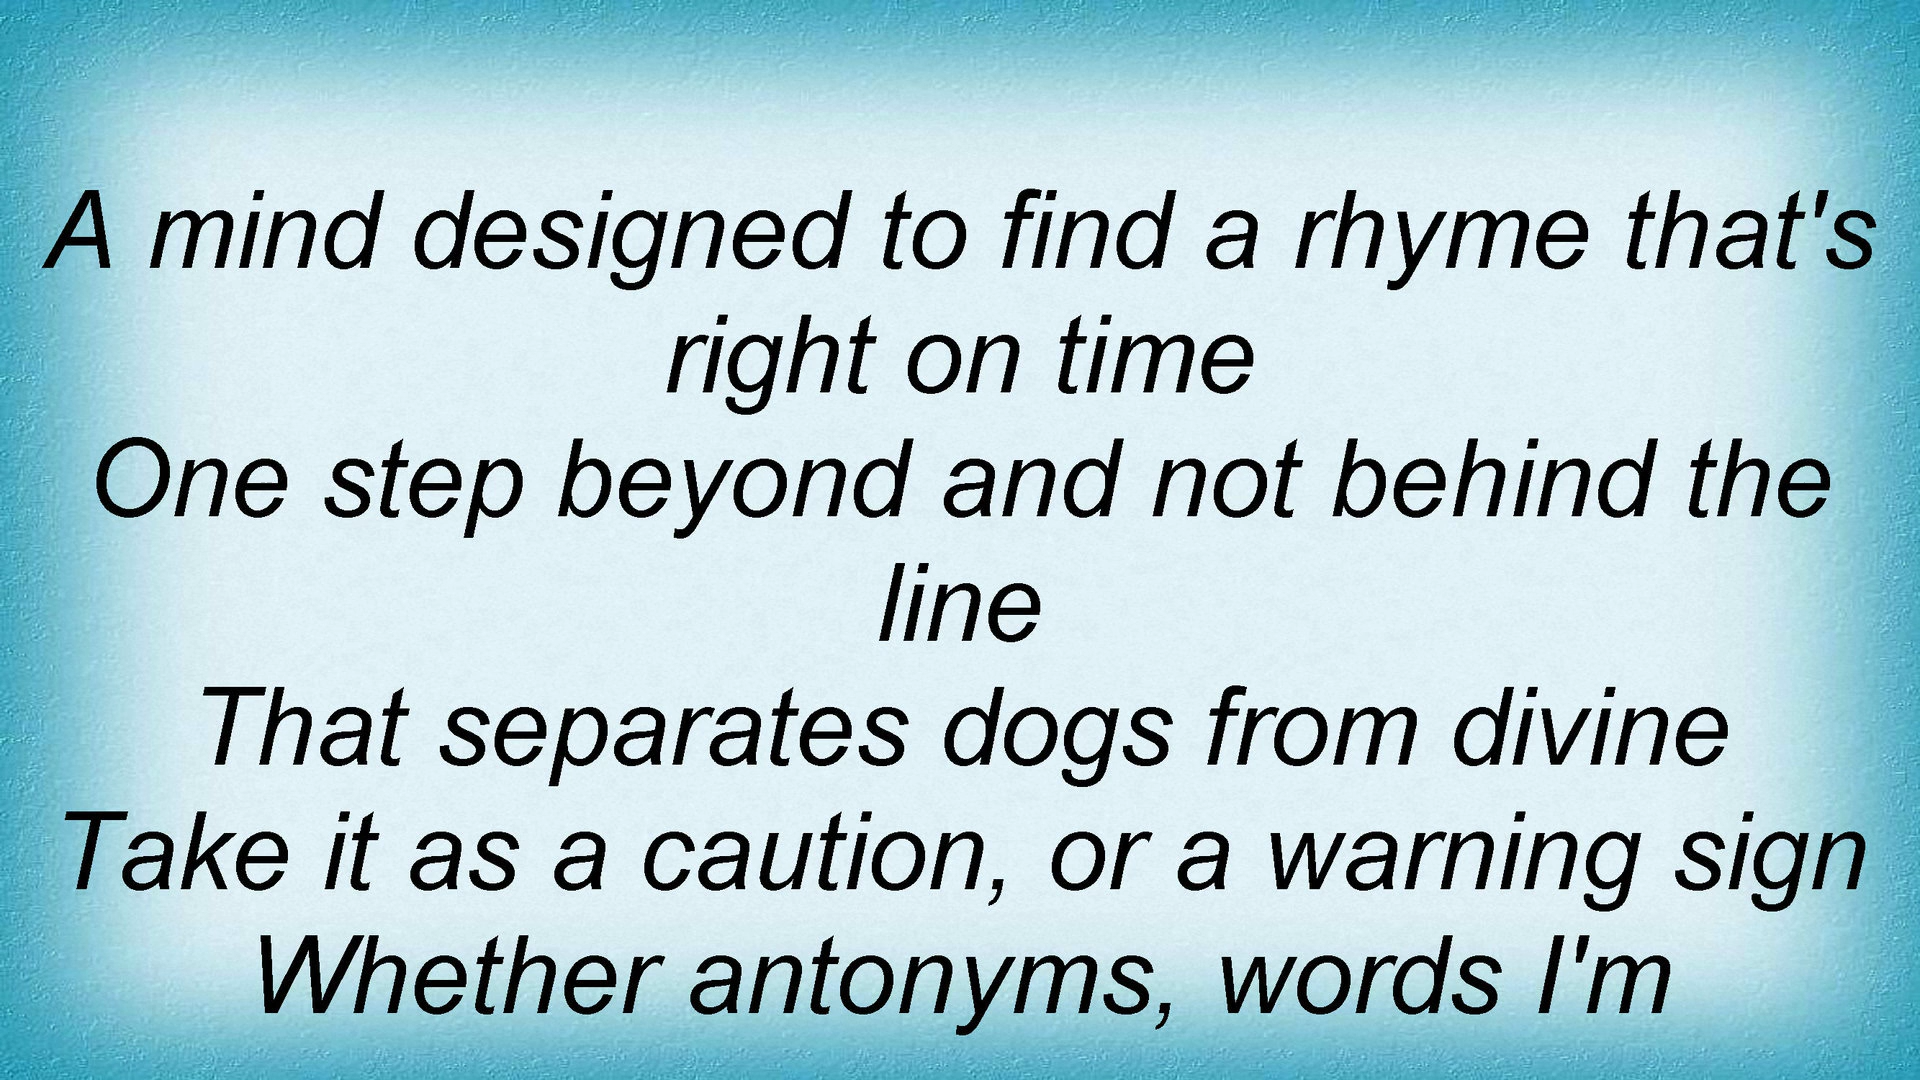 A mind designed to find a rhyme that's
right on time
One step beyond and not behind the
line
That separates dogs from divine
Take it as a caution, or a warning sign
Whether antonyms, words I'm